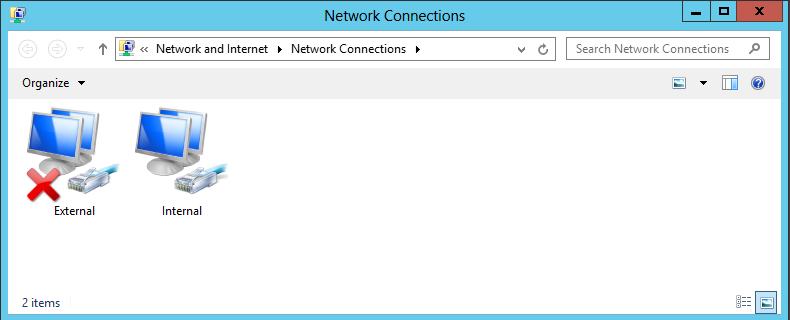 Network Connections
Network and Internet Network Connections
Search Network Connections
Organize
External
Internal
2 items